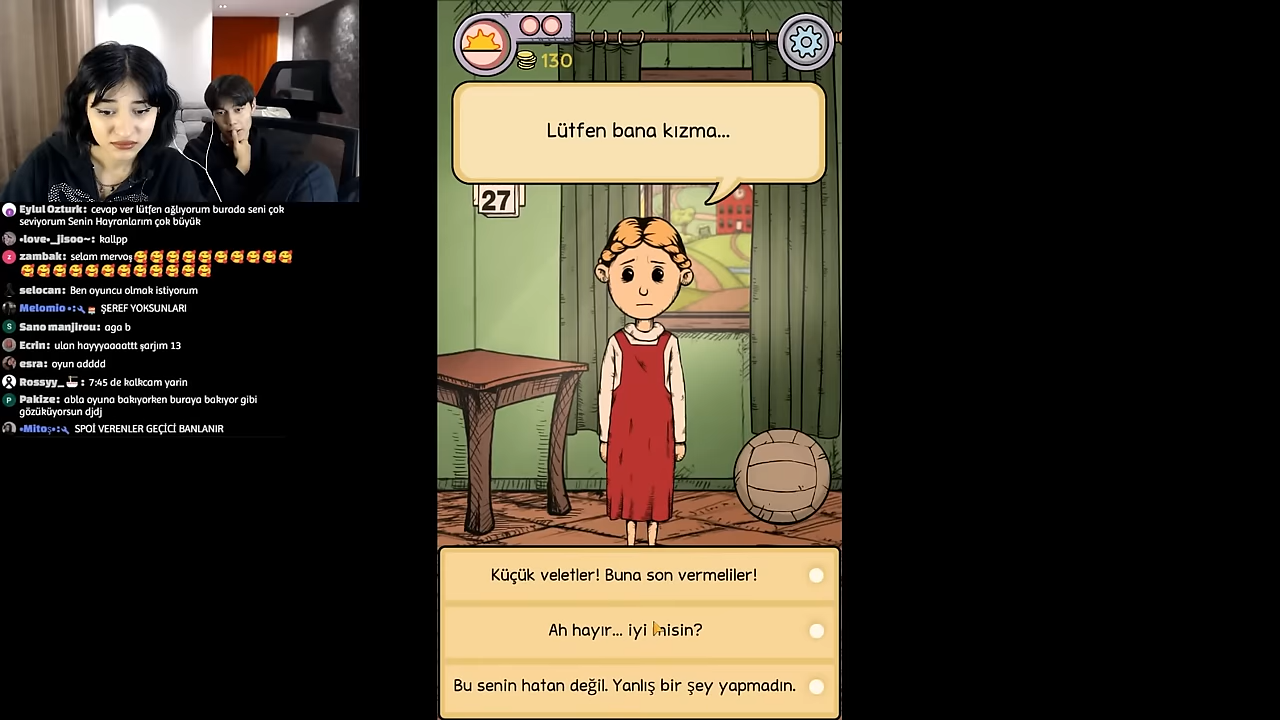 Eylul Ozturk: cevap ver lütfen ağlıyorum burada seni çok
seviyorum Senin Hayranlarım çok büyük
•love•_jisoo~: kallpp
zambak: selam mervoş🥰🥰🥰🥰🥰🥰🥰🥰🥰🥰🥰
🥰🥰🥰🥰🥰🥰🥰🥰🥰🥰🥰🥰
selocan: Ben oyuncu olmak istiyorum
Melomio•: ŞEREF YOKSUNLARI
Sano manjirou: aga b
Ecrin: ulan hayyyaaaattt şarjım 13
esra: oyun adddd
Rossyy_: 7:45 de kalkcam yarin
Pakize: abla oyuna bakıyorken buraya bakıyor gibi
gözüküyorsun djdj
•Mitoş•: SPOİ VERENLER GEÇİCİ BANLANIR
130
Lütfen bana kızma...
27
Küçük veletler! Buna son vermeliler!
Ah hayır... iyi misin?
Bu senin hatan değil. Yanlış bir şey yapmadın.